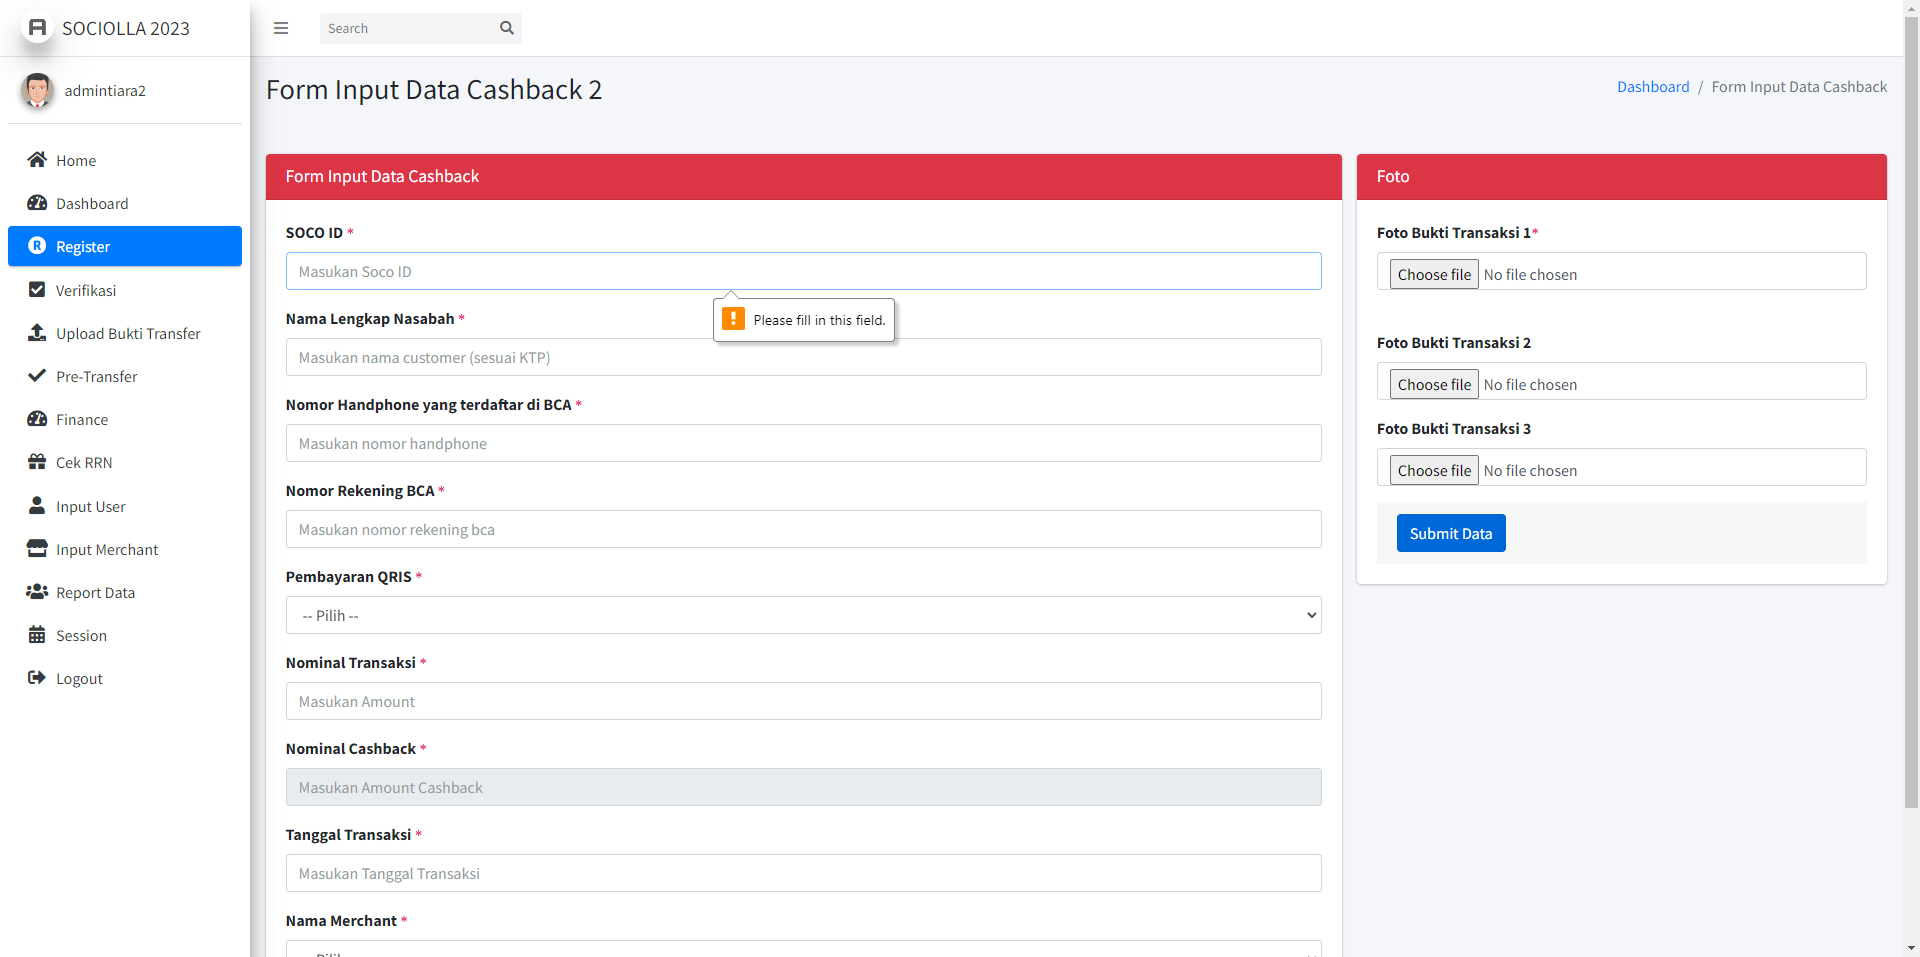 SOCIOLLA 2023
Search
admintiara2
Home
Dashboard
Register
Verifikasi
Upload Bukti Transfer
Pre-Transfer
Finance
Cek RRN
Input User
Input Merchant
Report Data
Session
Logout
Form Input Data Cashback 2
Dashboard / Form Input Data Cashback
Form Input Data Cashback
SOCO ID *
Masukan Soco ID
Please fill in this field.
Nama Lengkap Nasabah *
Masukan nama customer (sesuai KTP)
Nomor Handphone yang terdaftar di BCA *
Masukan nomor handphone
Nomor Rekening BCA *
Masukan nomor rekening bca
Pembayaran QRIS *
-- Pilih --
Nominal Transaksi *
Masukan Amount
Nominal Cashback *
Masukan Amount Cashback
Tanggal Transaksi *
Masukan Tanggal Transaksi
Nama Merchant *
Foto
Foto Bukti Transaksi 1*
Choose file No file chosen
Foto Bukti Transaksi 2
Choose file No file chosen
Foto Bukti Transaksi 3
Choose file No file chosen
Submit Data